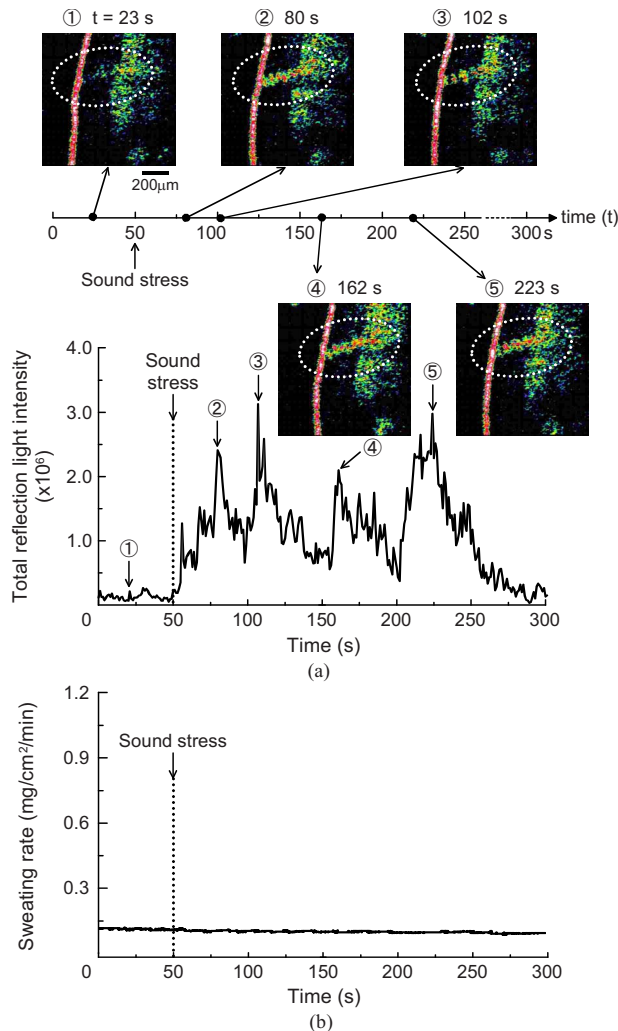 ① t = 23 s
② 80 s
③ 102 s
200μm
0 50 100 150 200 250 300s time (t)
Sound stress
④ 162 s
⑤ 223 s
Total reflection light intensity
(x10⁶)
4.0
3.0
2.0
1.0
0
Sound
stress
①
②
③
④
⑤
0 50 100 150 200 250 300
Time (s)
(a)
Sweating rate (mg/cm²/min)
1.2
0.9
0.6
0.3
Sound stress
0 50 100 150 200 250 300
Time (s)
(b)